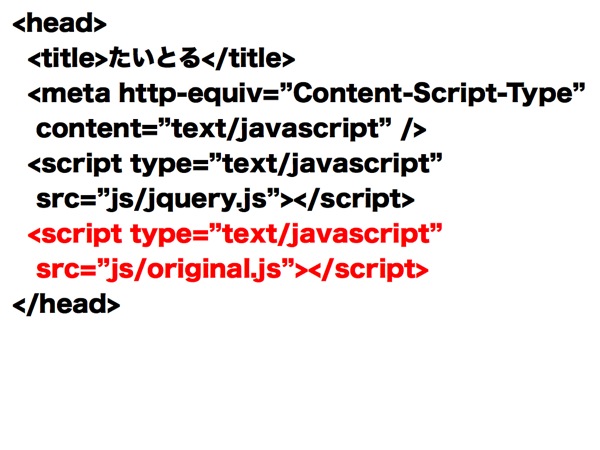 <head>
<title>たいとる</title>
<meta http-equiv=”Content-Script-Type”
content=”text/javascript” />
<script type=”text/javascript”
src=”js/jquery.js”></script>
<script type=”text/javascript”
src=”js/original.js”></script>
</head>